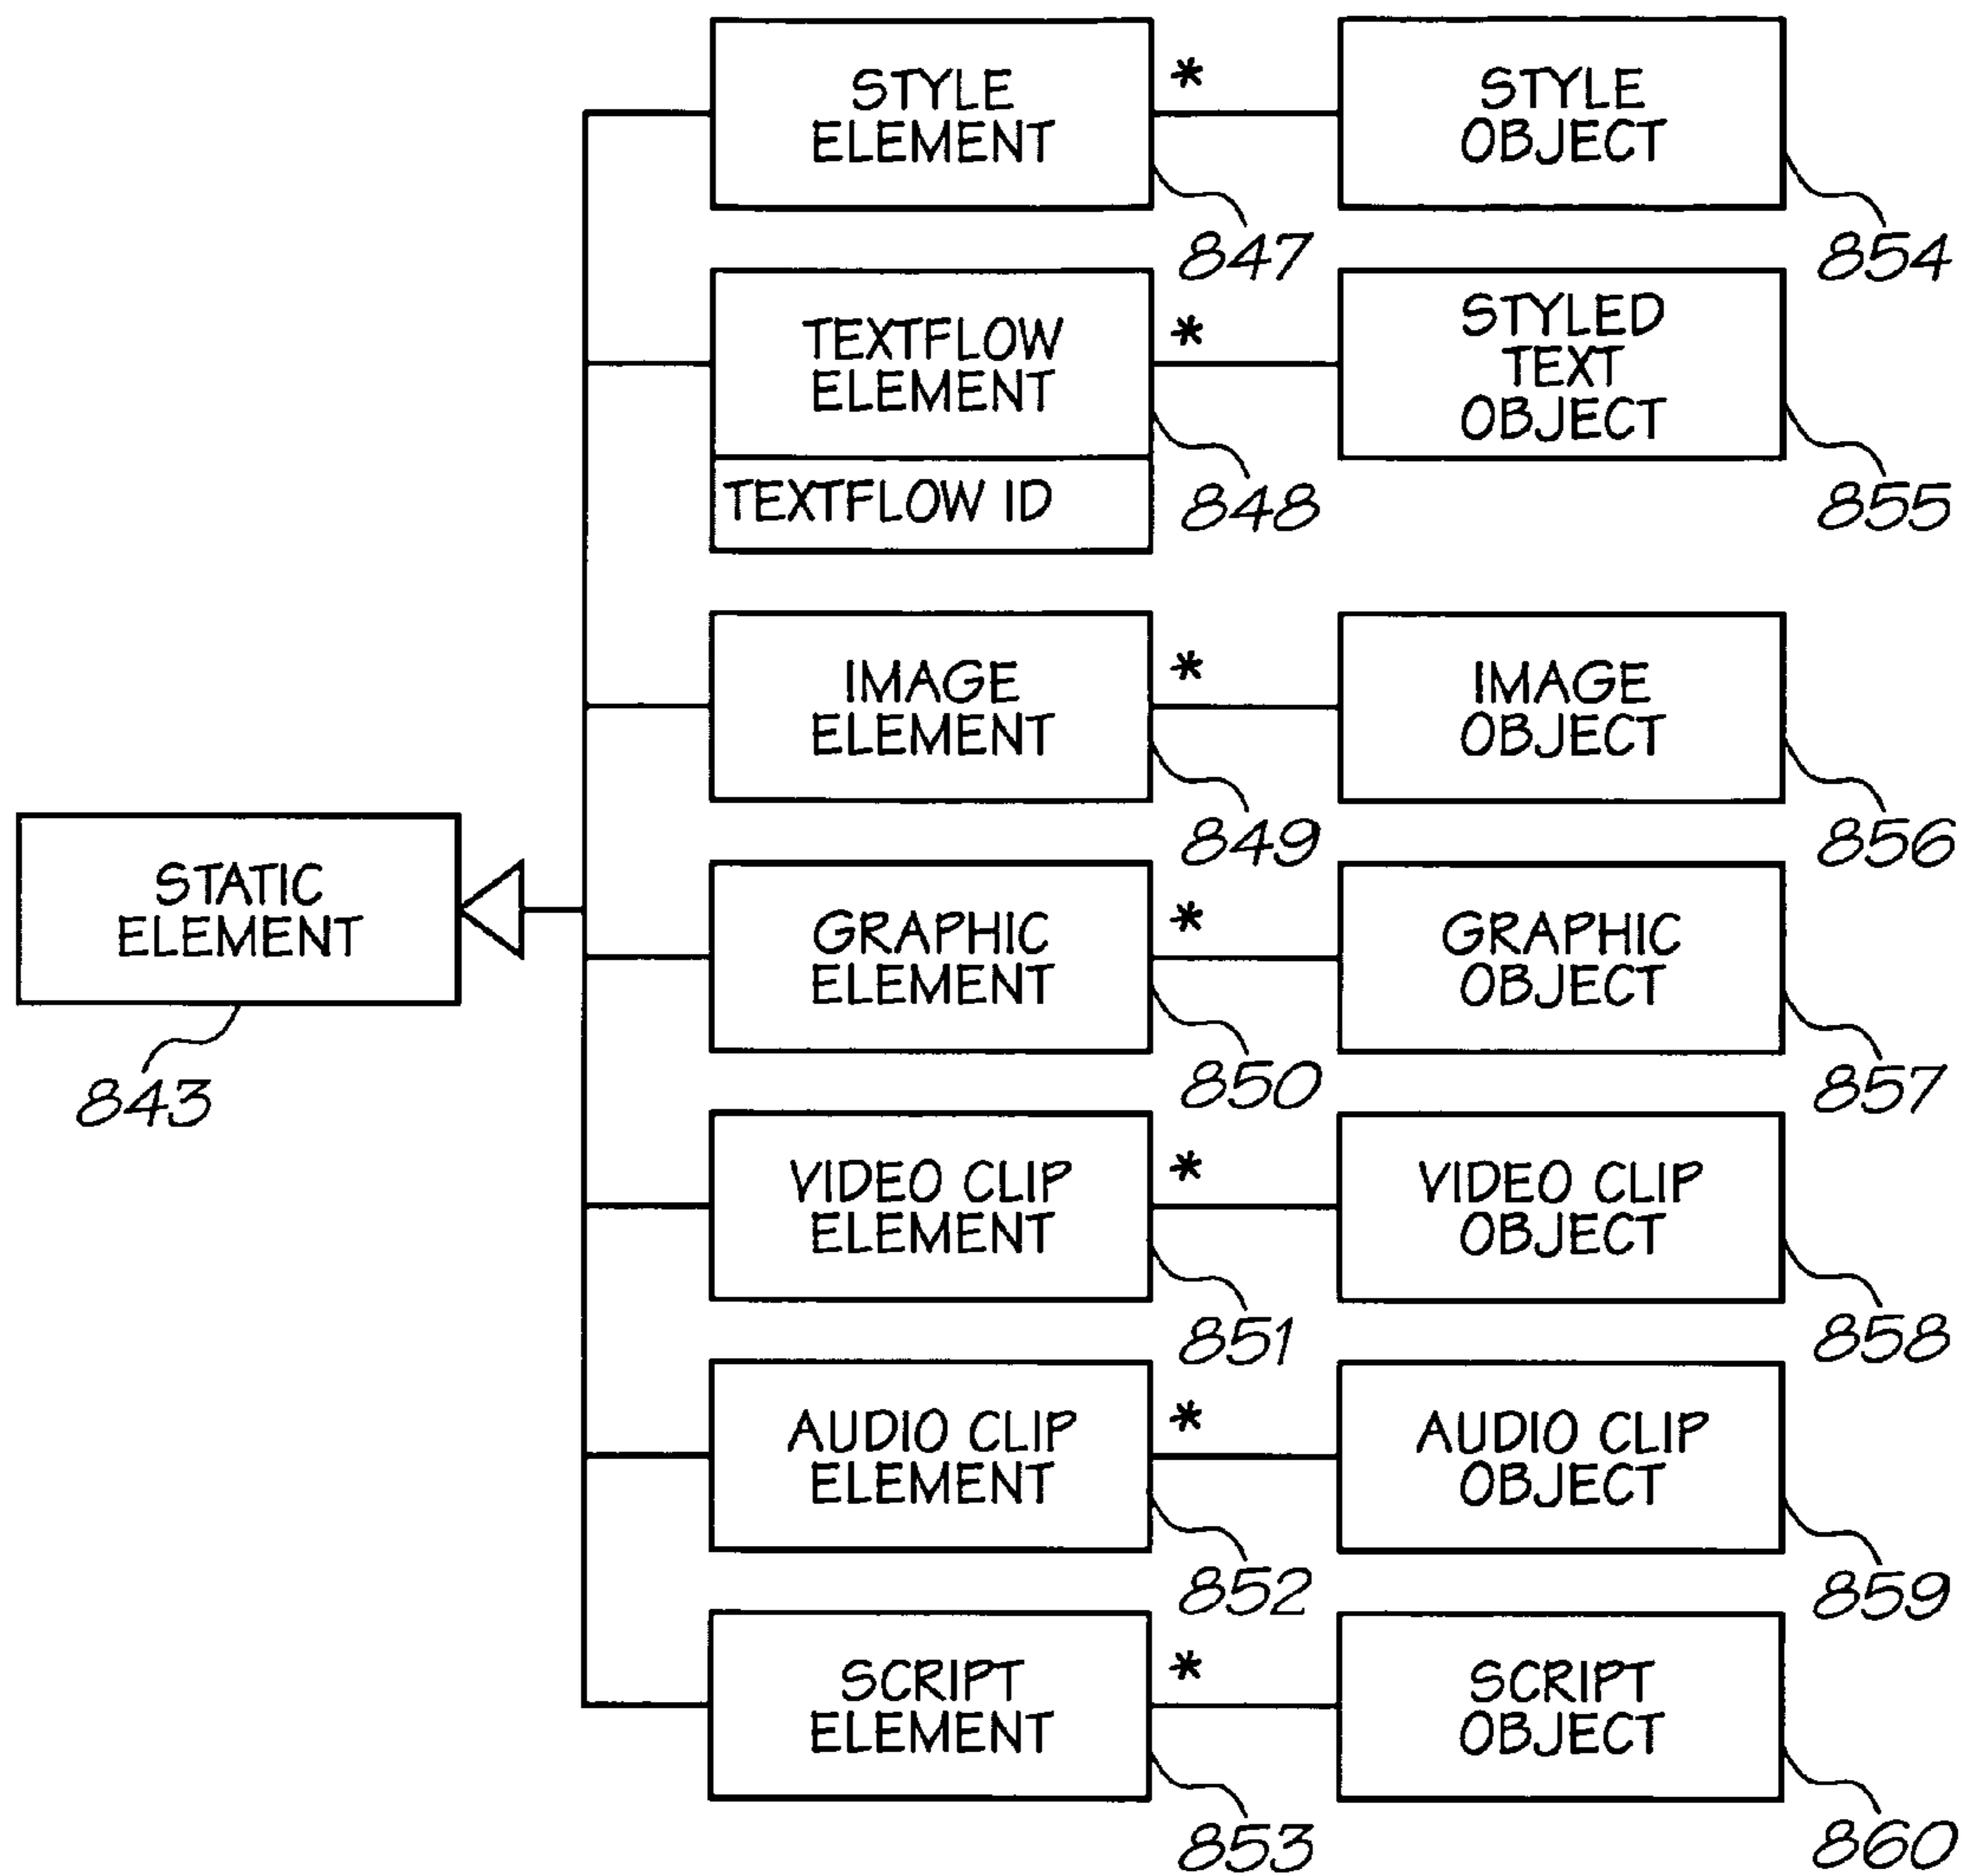 STYLE
ELEMENT
*
847
STYLE
OBJECT
854
TEXTFLOW
ELEMENT
TEXTFLOW ID
*
848
STYLED
TEXT
OBJECT
855
IMAGE
ELEMENT
*
849
IMAGE
OBJECT
856
STATIC
ELEMENT
843
GRAPHIC
ELEMENT
*
850
GRAPHIC
OBJECT
857
VIDEO CLIP
ELEMENT
*
851
VIDEO CLIP
OBJECT
858
AUDIO CLIP
ELEMENT
*
852
AUDIO CLIP
OBJECT
859
SCRIPT
ELEMENT
*
853
SCRIPT
OBJECT
860